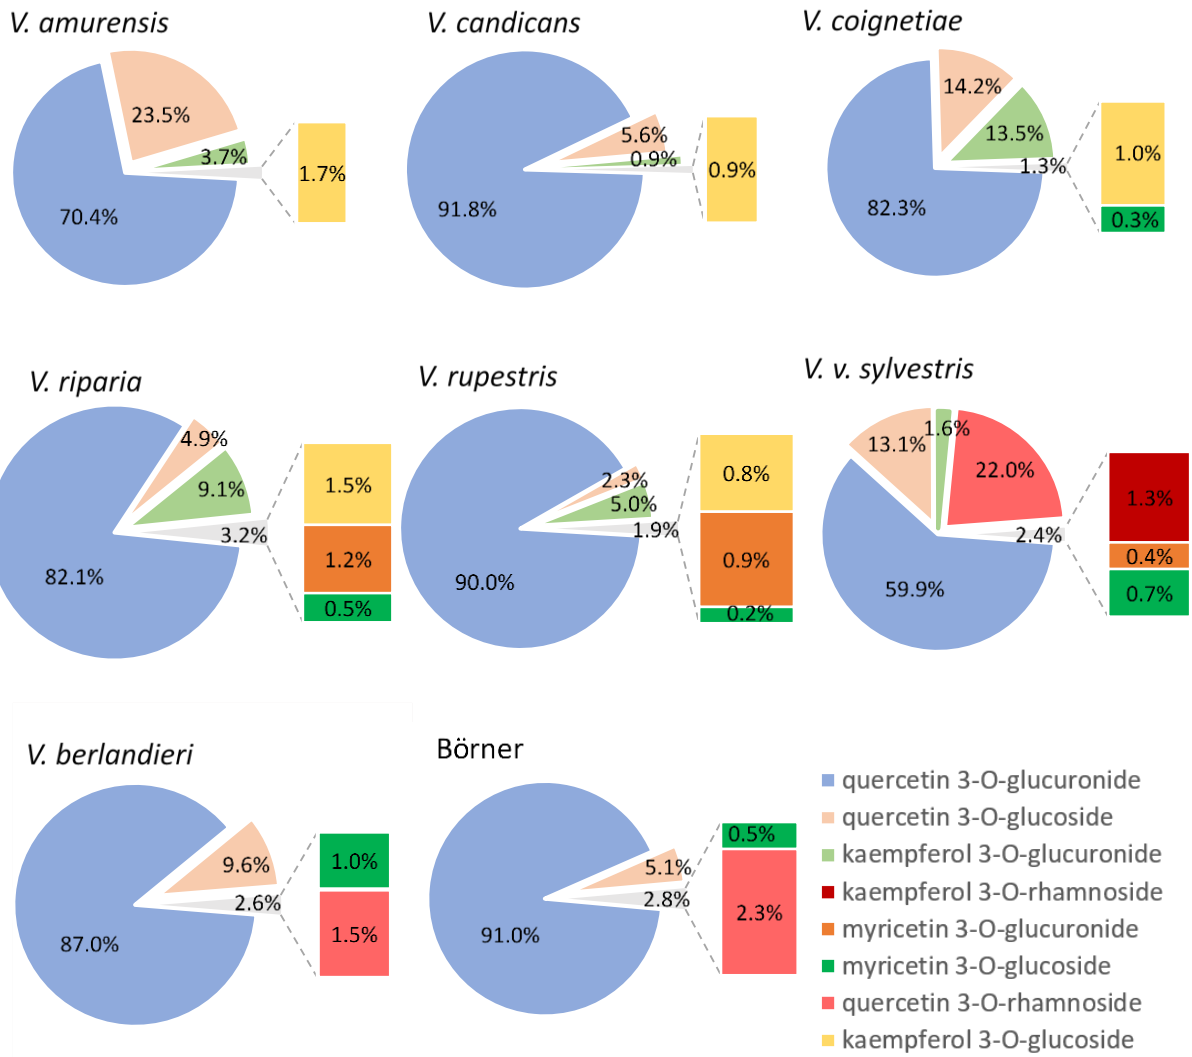 V. amurensis
23.5%
3.7%
1.7%
70.4%
V. candicans
5.6%
0.9%
0.9%
91.8%
V. coignetiae
14.2%
13.5%
1.3%
1.0%
0.3%
82.3%
V. riparia
4.9%
9.1%
3.2%
1.5%
1.2%
0.5%
82.1%
V. rupestris
2.3%
5.0%
1.9%
0.8%
0.9%
0.2%
90.0%
V. v. sylvestris
13.1%
1.6%
22.0%
2.4%
1.3%
0.4%
0.7%
59.9%
V. berlandieri
9.6%
2.6%
1.0%
1.5%
87.0%
Börner
5.1%
2.8%
0.5%
2.3%
91.0%
quercetin 3-O-glucuronide
quercetin 3-O-glucoside
kaempferol 3-O-glucuronide
kaempferol 3-O-rhamnoside
myricetin 3-O-glucuronide
myricetin 3-O-glucoside
quercetin 3-O-rhamnoside
kaempferol 3-O-glucoside